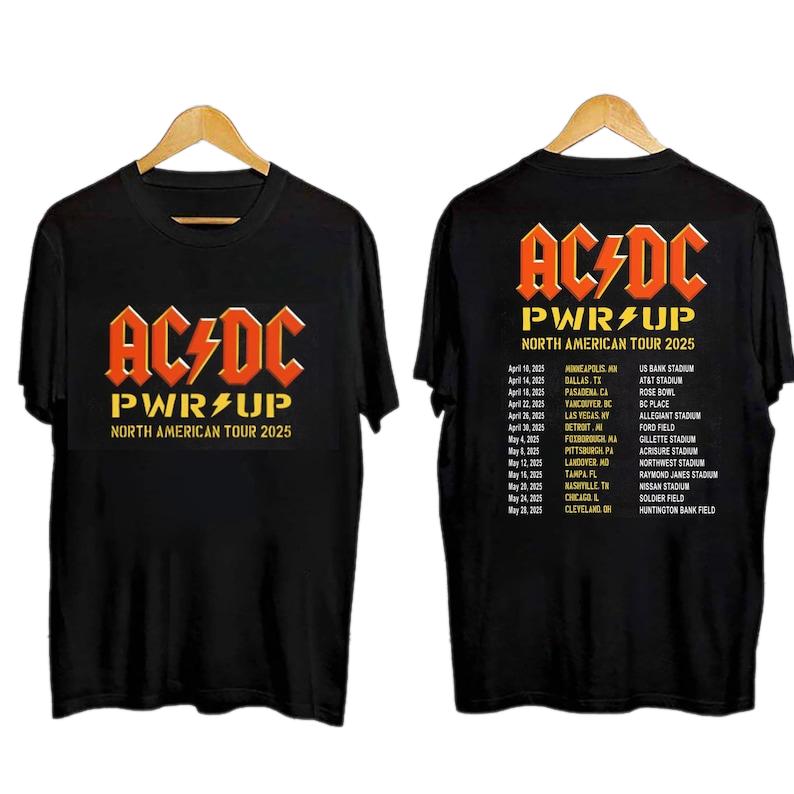 AC⚡DC
PWR⚡UP
NORTH AMERICAN TOUR 2025
AC⚡DC
PWR⚡UP
NORTH AMERICAN TOUR 2025
April 10, 2025 MINNEAPOLIS, MN US BANK STADIUM
April 14, 2025 DALLAS , TX AT&T STADIUM
April 18, 2025 PASADENA, CA ROSE BOWL
April 22, 2025 VANCOUVER, BC BC PLACE
April 26, 2025 LAS VEGAS, NV ALLEGIANT STADIUM
April 30, 2025 DETROIT , MI FORD FIELD
May 4, 2025 FOXBOROUGH, MA GILLETTE STADIUM
May 8, 2025 PITTSBURGH, PA ACRISURE STADIUM
May 12, 2025 LANDOVER, MD NORTHWEST STADIUM
May 16, 2025 TAMPA, FL RAYMOND JANES STADIUM
May 20, 2025 NASHVILLE, TN NISSAN STADIUM
May 24, 2025 CHICAGO, IL SOLDIER FIELD
May 28, 2025 CLEVELAND, OH HUNTINGTON BANK FIELD